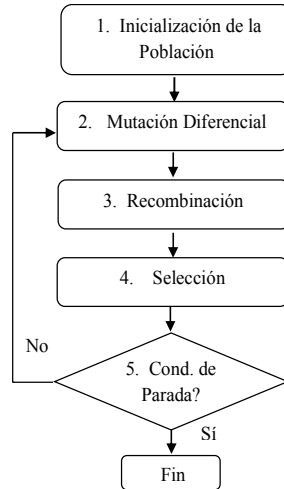 1. Inicialización de la
Población
2. Mutación Diferencial
3. Recombinación
4. Selección
No
5. Cond. de
Parada?
Sí
Fin